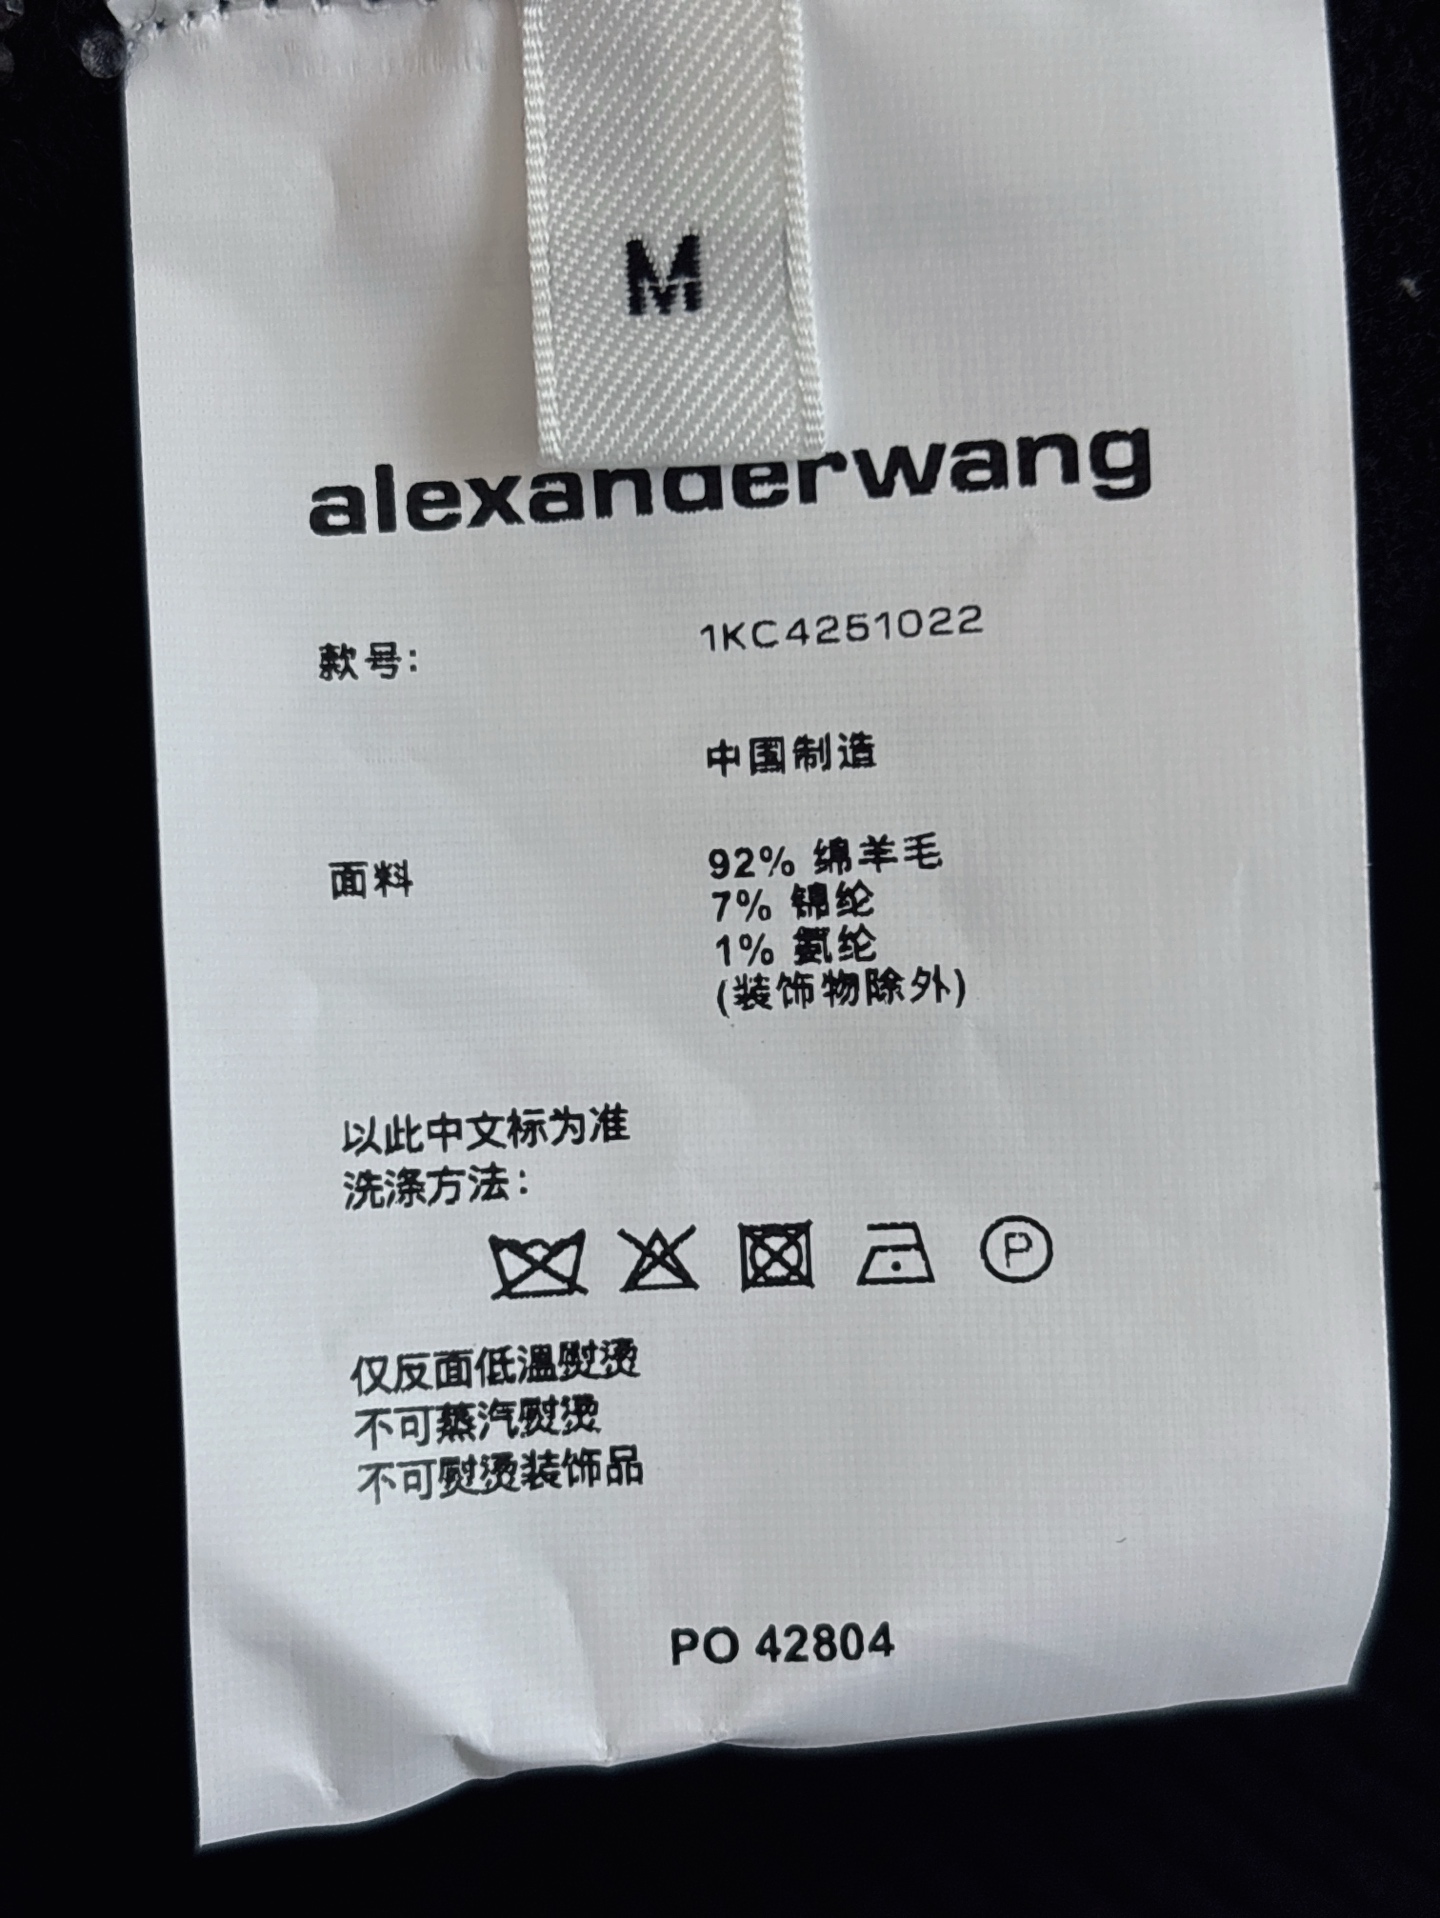 M
alexanderwang
款号: 1KC4251022
中国制造
面料 92% 绵羊毛
7% 锦纶
1% 氨纶
(装饰物除外)
以此中文标为准
洗涤方法:
P
仅反面低温熨烫
不可蒸汽熨烫
不可熨烫装饰品
PO 42804